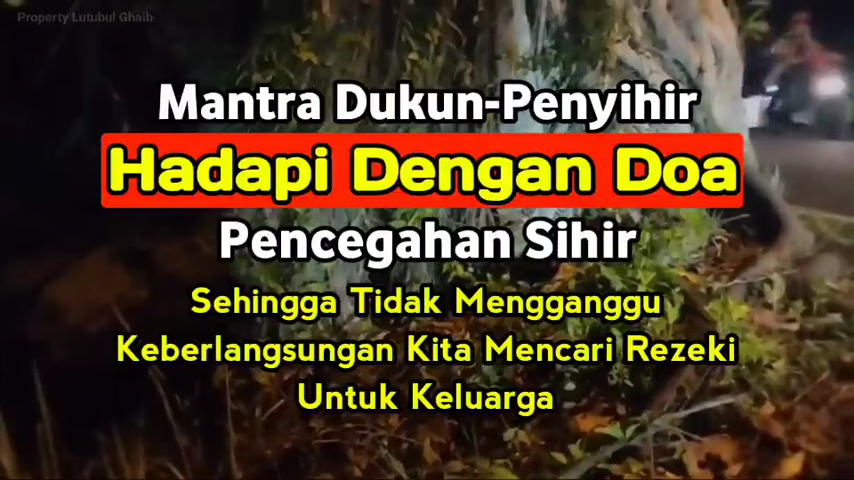 Property Lutubul Ghaib
Mantra Dukun-Penyihir
Hadapi Dengan Doa
Pencegahan Sihir
Sehingga Tidak Mengganggu
Keberlangsungan Kita Mencari Rezeki
Untuk Keluarga